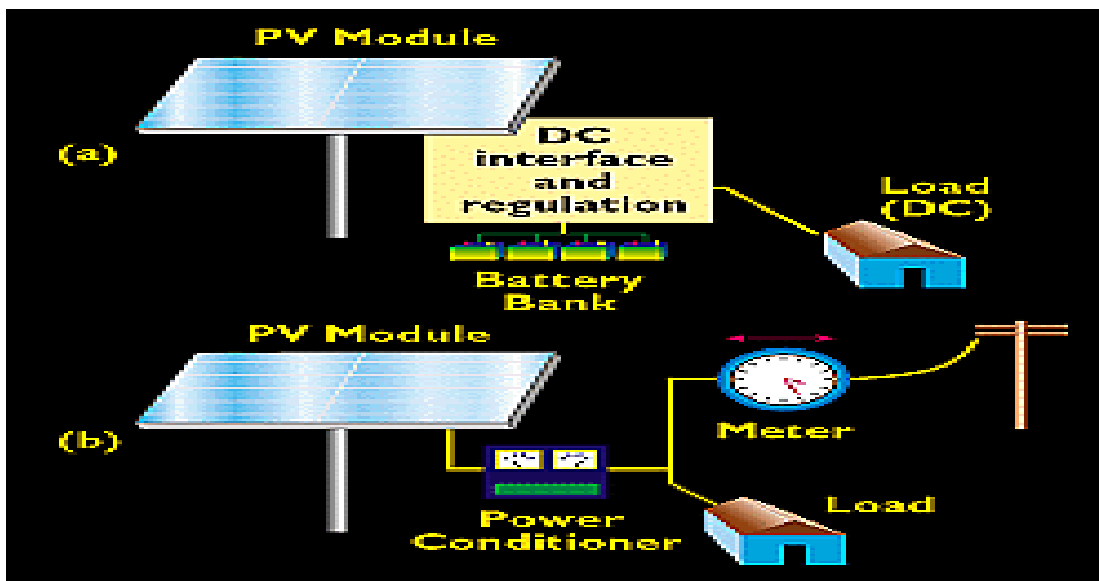 PV Module
(a)
DC
interface
and
regulation
Load
(DC)
Battery
Bank
PV Module
(b)
Meter
Load
Power
Conditioner